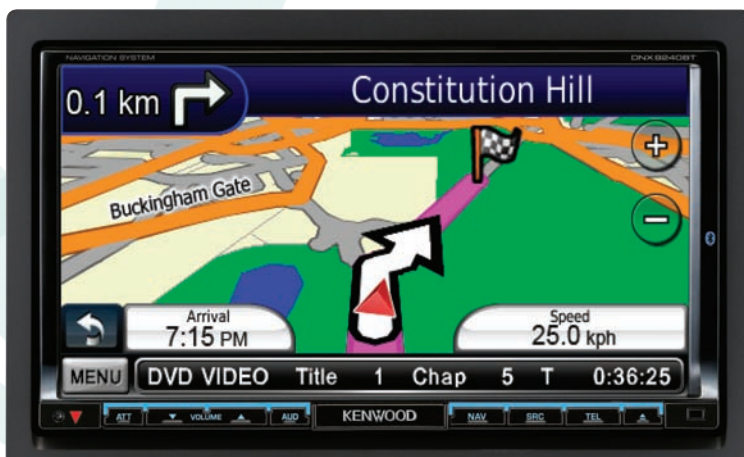 NAVIGATION SYSTEM
DNX8240BT
0.1 km
Constitution Hill
Buckingham Gate
Arrival
7:15 PM
Speed
25.0 kph
MENU DVD VIDEO Title 1 Chap 5 T 0:36:25
ATT VOLUME AUD KENWOOD NAV SRC TEL